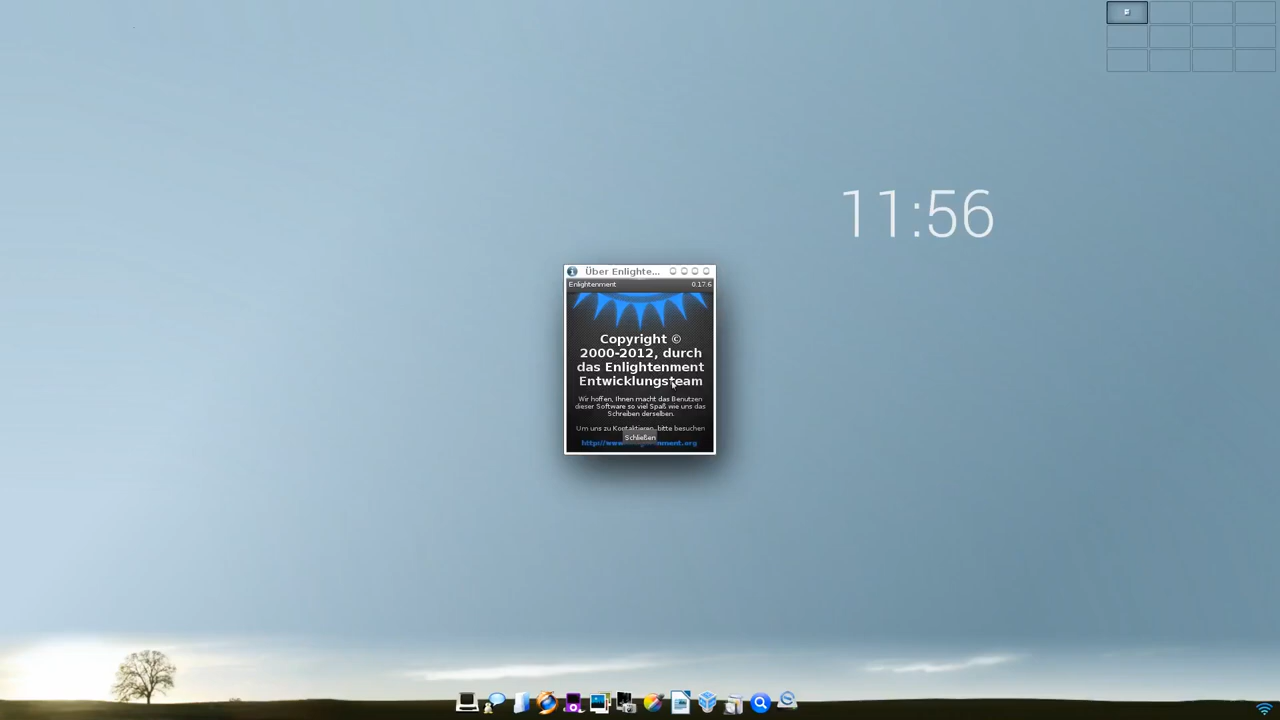 11:56
Über Enlighte...
Enlightenment 0.17.6
Copyright ©
2000-2012, durch
das Enlightenment
Entwicklungsteam
Wir hoffen, Ihnen macht das Benutzen
dieser Software so viel Spaß wie uns das
Schreiben derselben.
Um uns zu Kontaktieren, bitte besuchen
Schließen